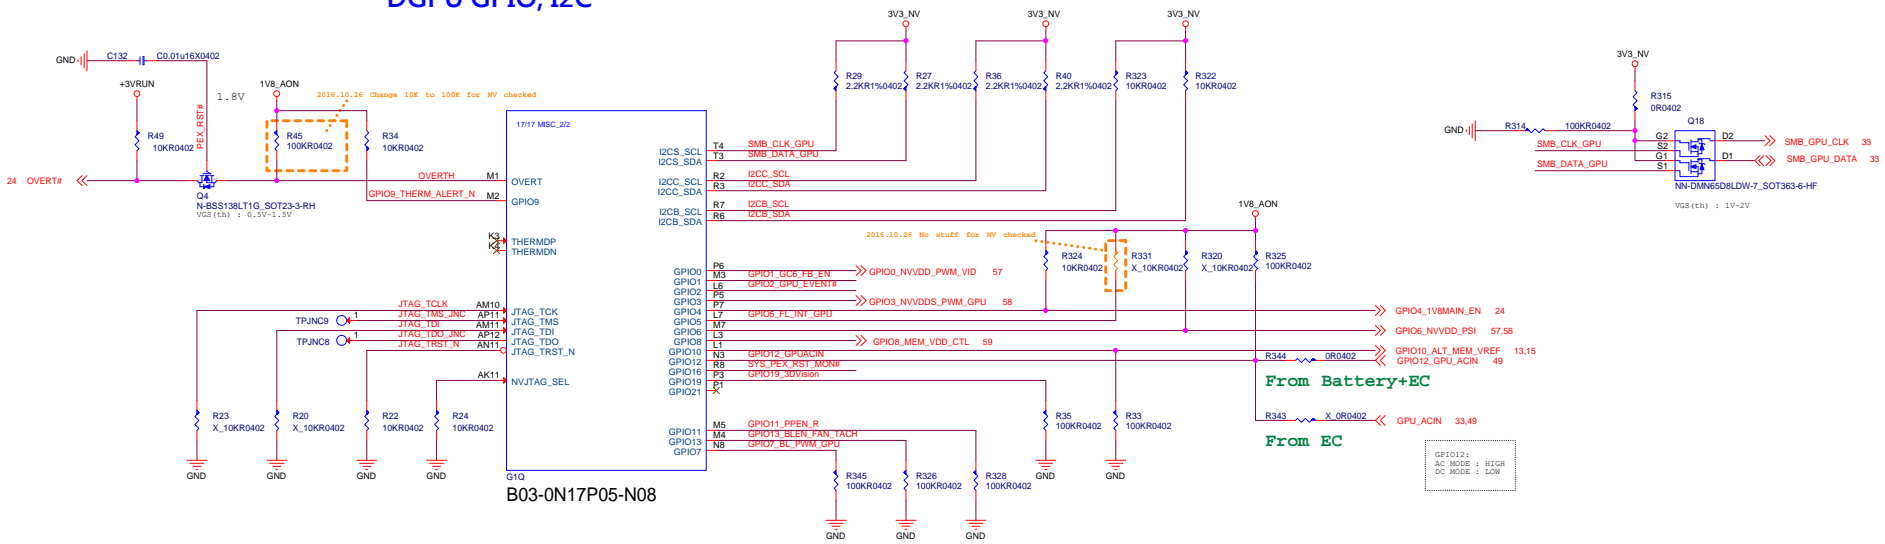 DGPU GPIO, I2C
GND
C132
C0.01u16X0402
+3VRUN
1.8V
1V8_AON
2016.10.26 Change 10K to 100K for NV checked
PEX_RST#
R49
10KR0402
R45
100KR0402
R34
10KR0402
24 OVERT#
Q4
N-BSS138LT1G_SOT23-3-RH
VGS(th) : 0.5V~1.5V
OVERTH
GPIO9_THERM_ALERT_N
M1
M2
K3
K4
17/17 MISC_2/2
OVERT
GPIO9
THERMDP
THERMDN
JTAG_TCLK
JTAG_TMS_JNC
JTAG_TDI
JTAG_TDO_JNC
JTAG_TRST_N
TPJNC9
1
TPJNC8
1
AM10
AP11
AM11
AP12
AN11
AK11
JTAG_TCK
JTAG_TMS
JTAG_TDI
JTAG_TDO
JTAG_TRST_N
NVJTAG_SEL
R23
X_10KR0402
R20
X_10KR0402
R22
10KR0402
R24
10KR0402
GND
GND
GND
GND
G1Q
B03-0N17P05-N08
3V3_NV
3V3_NV
3V3_NV
R29
2.2KR1%0402
R27
2.2KR1%0402
R36
2.2KR1%0402
R40
2.2KR1%0402
R323
10KR0402
R322
10KR0402
I2CS_SCL T4 SMB_CLK_GPU
I2CS_SDA T3 SMB_DATA_GPU
I2CC_SCL R2 I2CC_SCL
I2CC_SDA R3 I2CC_SDA
I2CB_SCL R7 I2CB_SCL
I2CB_SDA R6 I2CB_SDA
1V8_AON
2016.10.26 No stuff for NV checked
R324
10KR0402
R331
X_10KR0402
R320
X_10KR0402
R325
100KR0402
GPIO0 P6 GPIO0_NVVDD_PWM_VID 57
GPIO1 M3 GPIO1_GC6_FB_EN
GPIO2 L6 GPIO2_GPU_EVENT#
GPIO3 P5 GPIO3_NVVDDS_PWM_GPU 58
GPIO4 P7 GPIO4_1V8MAIN_EN 24
GPIO5 L7 GPIO5_FL_INT_GPU
GPIO6 M7 GPIO6_NVVDD_PSI 57,58
GPIO8 L3 GPIO8_MEM_VDD_CTL 59
GPIO10 L1 GPIO10_ALT_MEM_VREF 13,15
GPIO12 N3 GPIO12_GPUACIN R344 0R0402 GPIO12_GPU_ACIN 49
GPIO16 R8 SYS_PEX_RST_MON#
GPIO19 P3 GPIO19_3DVision
GPIO21 P1
From Battery+EC
R343 X_0R0402 GPU_ACIN 33,49
From EC
R35
100KR0402
R33
100KR0402
GND
GND
GPIO11 M5 GPIO11_PPEN_R
GPIO13 M4 GPIO13_BLEN_FAN_TACH
GPIO7 N8 GPIO7_BL_PWM_GPU
R345
100KR0402
R326
100KR0402
R328
100KR0402
GND
GND
GND
GPIO12:
AC MODE : HIGH
DC MODE : LOW
3V3_NV
R315
0R0402
GND
R314
100KR0402
Q18
SMB_CLK_GPU
SMB_DATA_GPU
G2
S2
G1
S1
D2
D1
SMB_GPU_CLK 33
SMB_GPU_DATA 33
NN-DMN65D8LDW-7_SOT363-6-HF
VGS(th) : 1V~2V